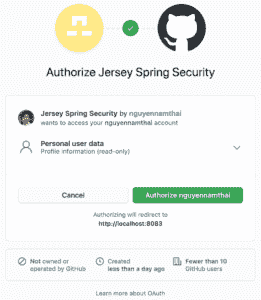 Authorize Jersey Spring Security
Jersey Spring Security by nguyennamthai
wants to access your nguyennamthai account
Personal user data
Profile information (read-only)
Cancel
Authorize nguyennamthai
Authorizing will redirect to
http://localhost:8083
Not owned or
operated by GitHub
Created
less than a day ago
Fewer than 10
GitHub users
Learn more about OAuth